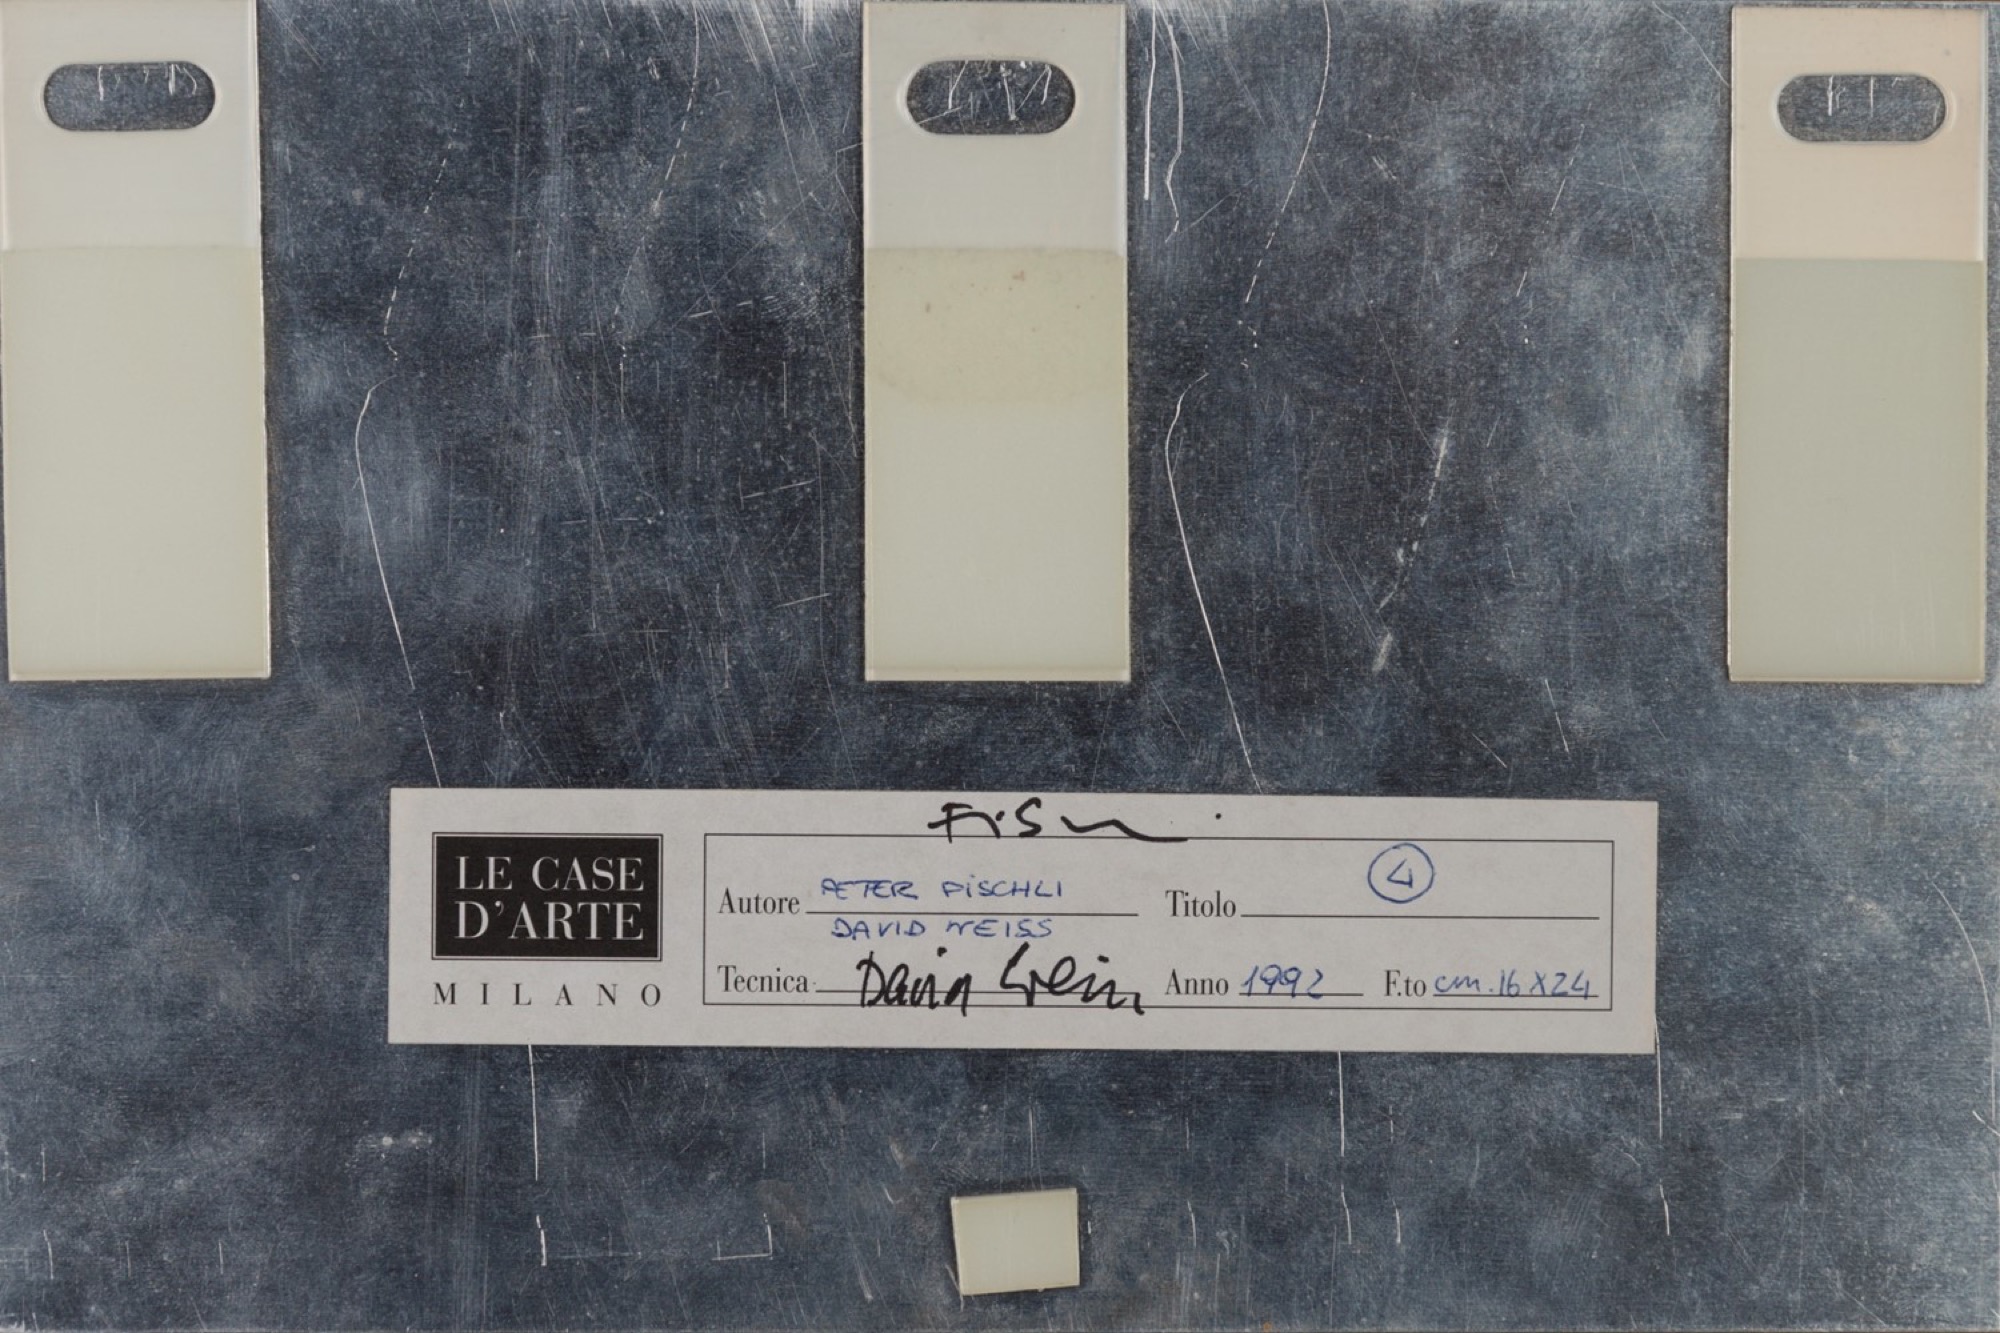 LE CASE
D'ARTE
MILANO
Autore PETER FISCHLI
DAVID WEISS
Titolo 4
Tecnica David Weiss
Anno 1992 F.to cm. 16 X 24